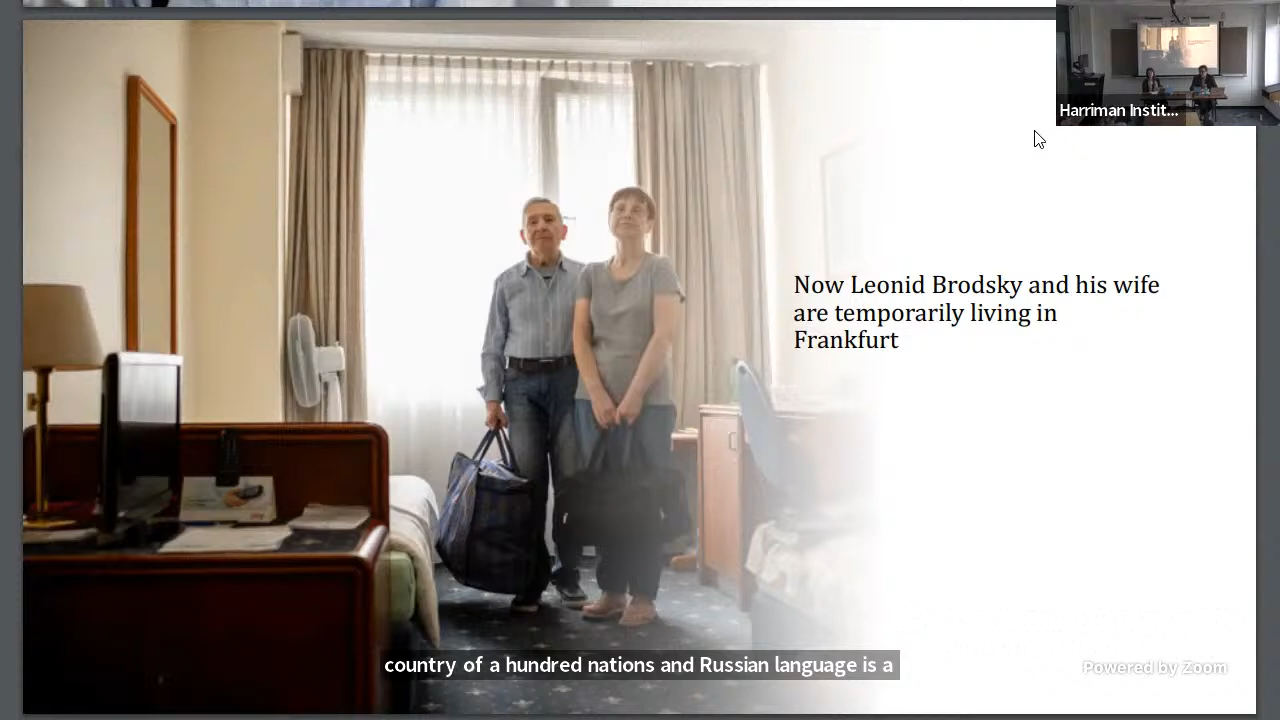 Harriman Instit...
Now Leonid Brodsky and his wife
are temporarily living in
Frankfurt
country of a hundred nations and Russian language is a
Powered by Zoom